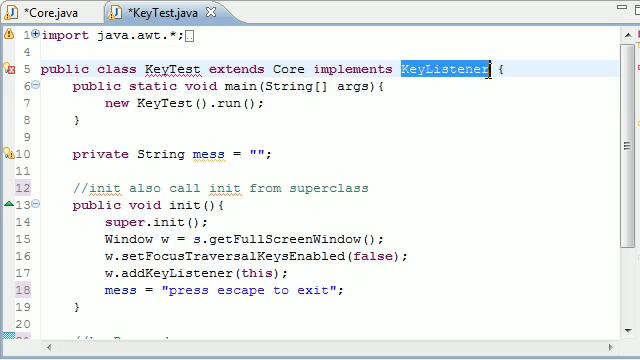 *Core.java *KeyTest.java
1 import java.awt.*;
4
5 public class KeyTest extends Core implements KeyListener {
6 public static void main(String[] args){
7 new KeyTest().run();
8 }
9
10 private String mess = "";
11
12 //init also call init from superclass
13 public void init(){
14 super.init();
15 Window w = s.getFullScreenWindow();
16 w.setFocusTraversalKeysEnabled(false);
17 w.addKeyListener(this);
18 mess = "press escape to exit";
19 }
20